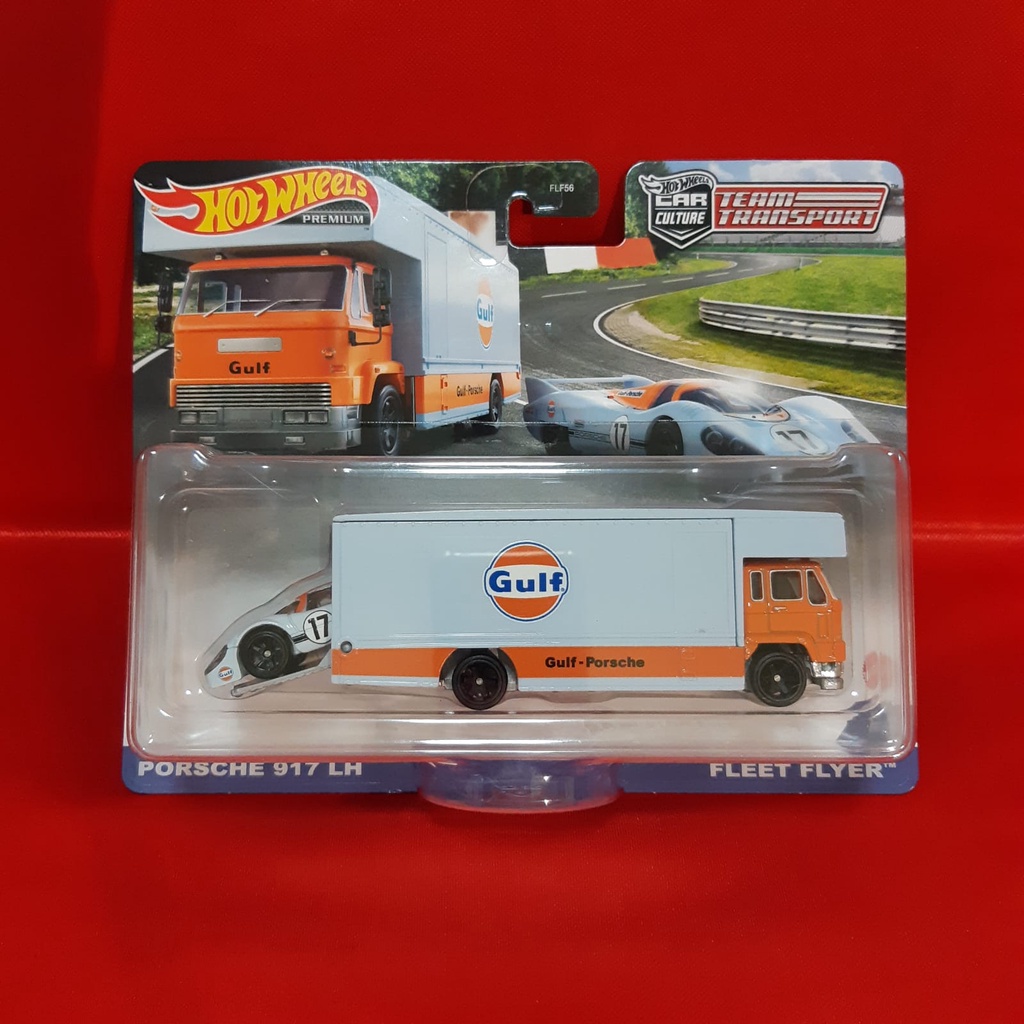 HOT WHEELS
PREMIUM
FLF56
HOT WHEELS
CAR
CULTURE
TEAM
TRANSPORT™
Gulf
Gulf
Gulf-Porsche
17
17
Gulf
Gulf-Porsche
17
Gulf
PORSCHE 917 LH
FLEET FLYER™